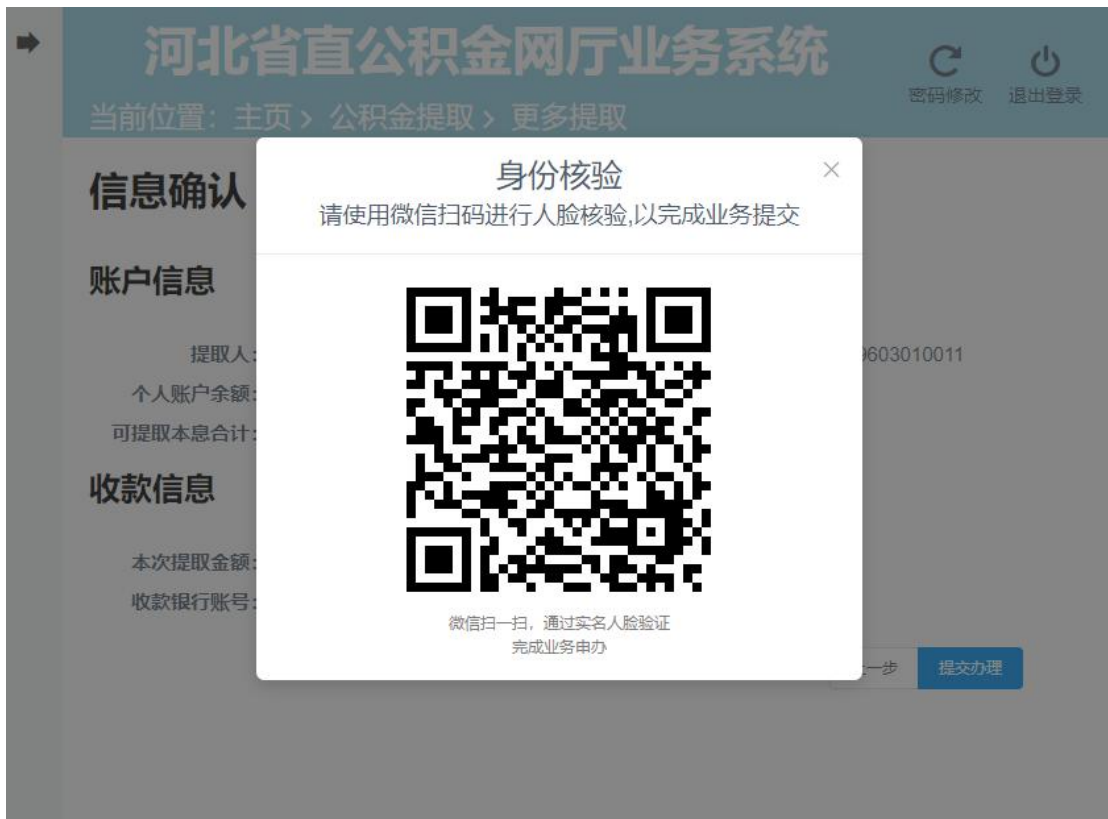 河北省直公积金网厅业务系统
密码修改 退出登录
当前位置：主页 > 公积金提取 > 更多提取
身份核验
请使用微信扫码进行人脸核验,以完成业务提交
信息确认
账户信息
提取人：
603010011
个人账户余额：
可提取本息合计：
收款信息
本次提取金额：
收款银行账号：
微信扫一扫，通过实名人脸验证
完成业务申办
一步 提交办理